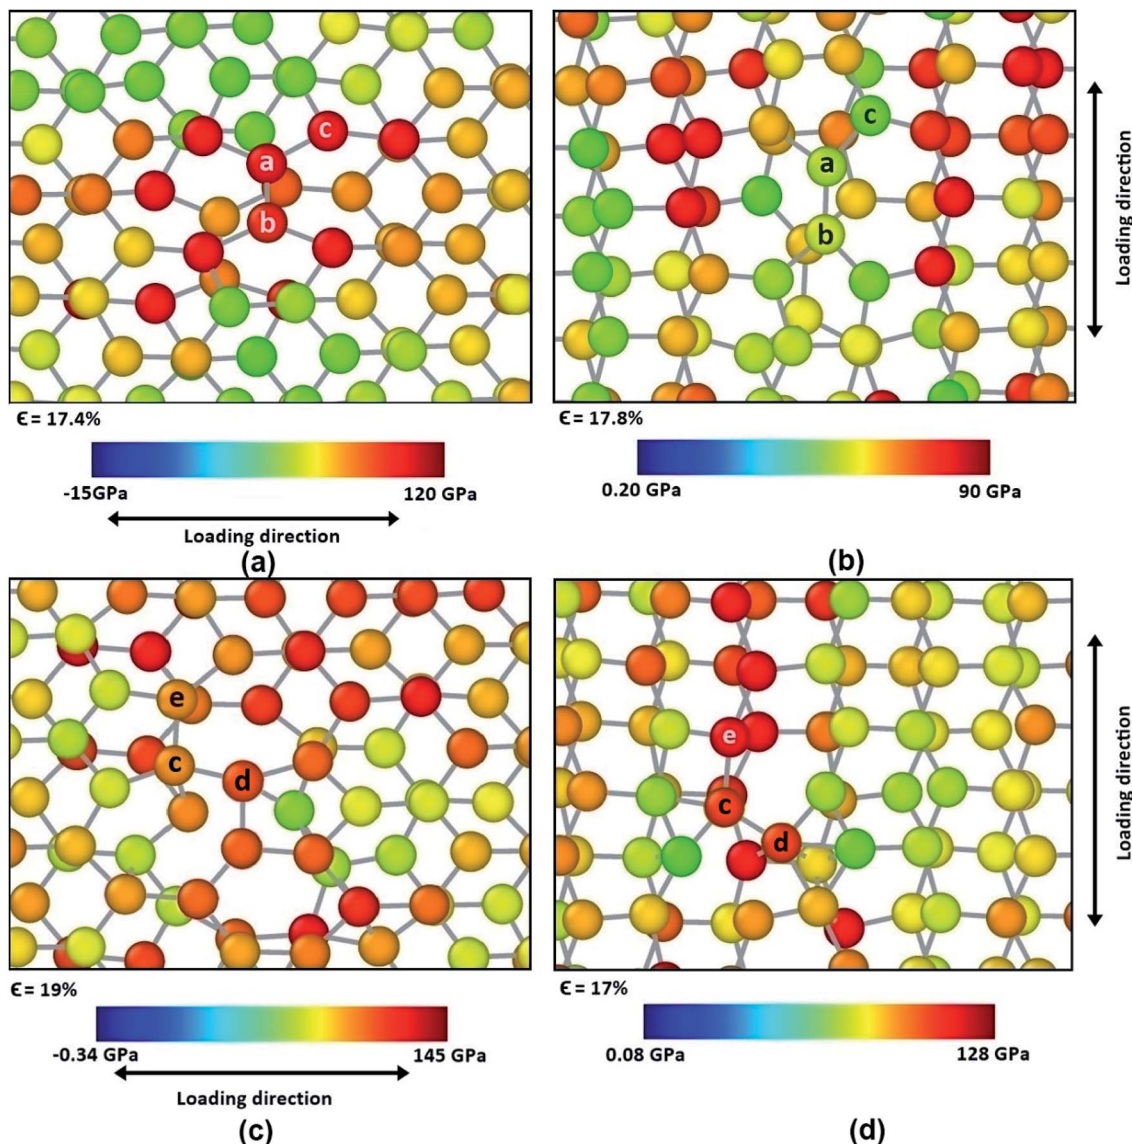 c
a
b
Є= 17.4%
-15GPa
120 GPa
Loading direction
(a)
c
a
b
Loading direction
Є= 17.8%
0.20 GPa
90 GPa
(b)
e
c
d
Є= 19%
-0.34 GPa
145 GPa
Loading direction
(c)
e
c
d
Loading direction
Є= 17%
0.08 GPa
128 GPa
(d)